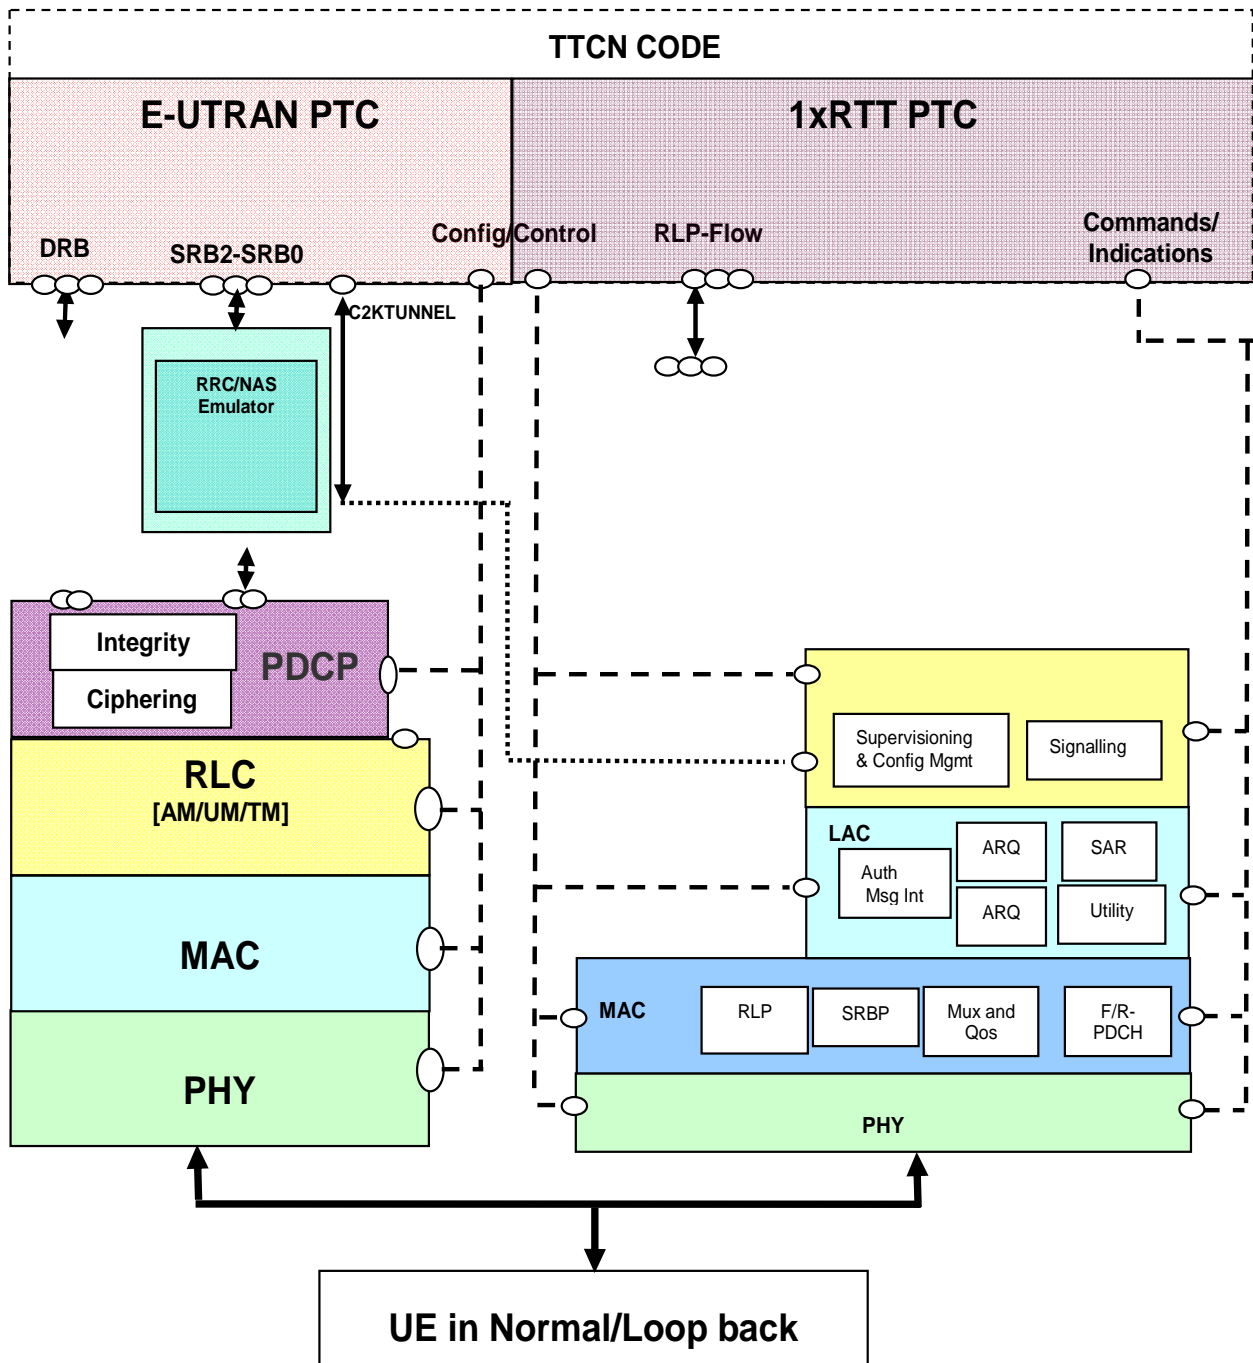 TTCN CODE
E-UTRAN PTC
1xRTT PTC
DRB
SRB2-SRB0
Config/Control
RLP-Flow
Commands/
Indications
C2KTUNNEL
RRC/NAS
Emulator
Integrity
PDCP
Ciphering
RLC
[AM/UM/TM]
MAC
PHY
Supervisioning
& Config Mgmt
Signalling
LAC
Auth
Msg Int
ARQ
SAR
ARQ
Utility
MAC
RLP
SRBP
Mux and
Qos
F/R-
PDCH
PHY
UE in Normal/Loop back